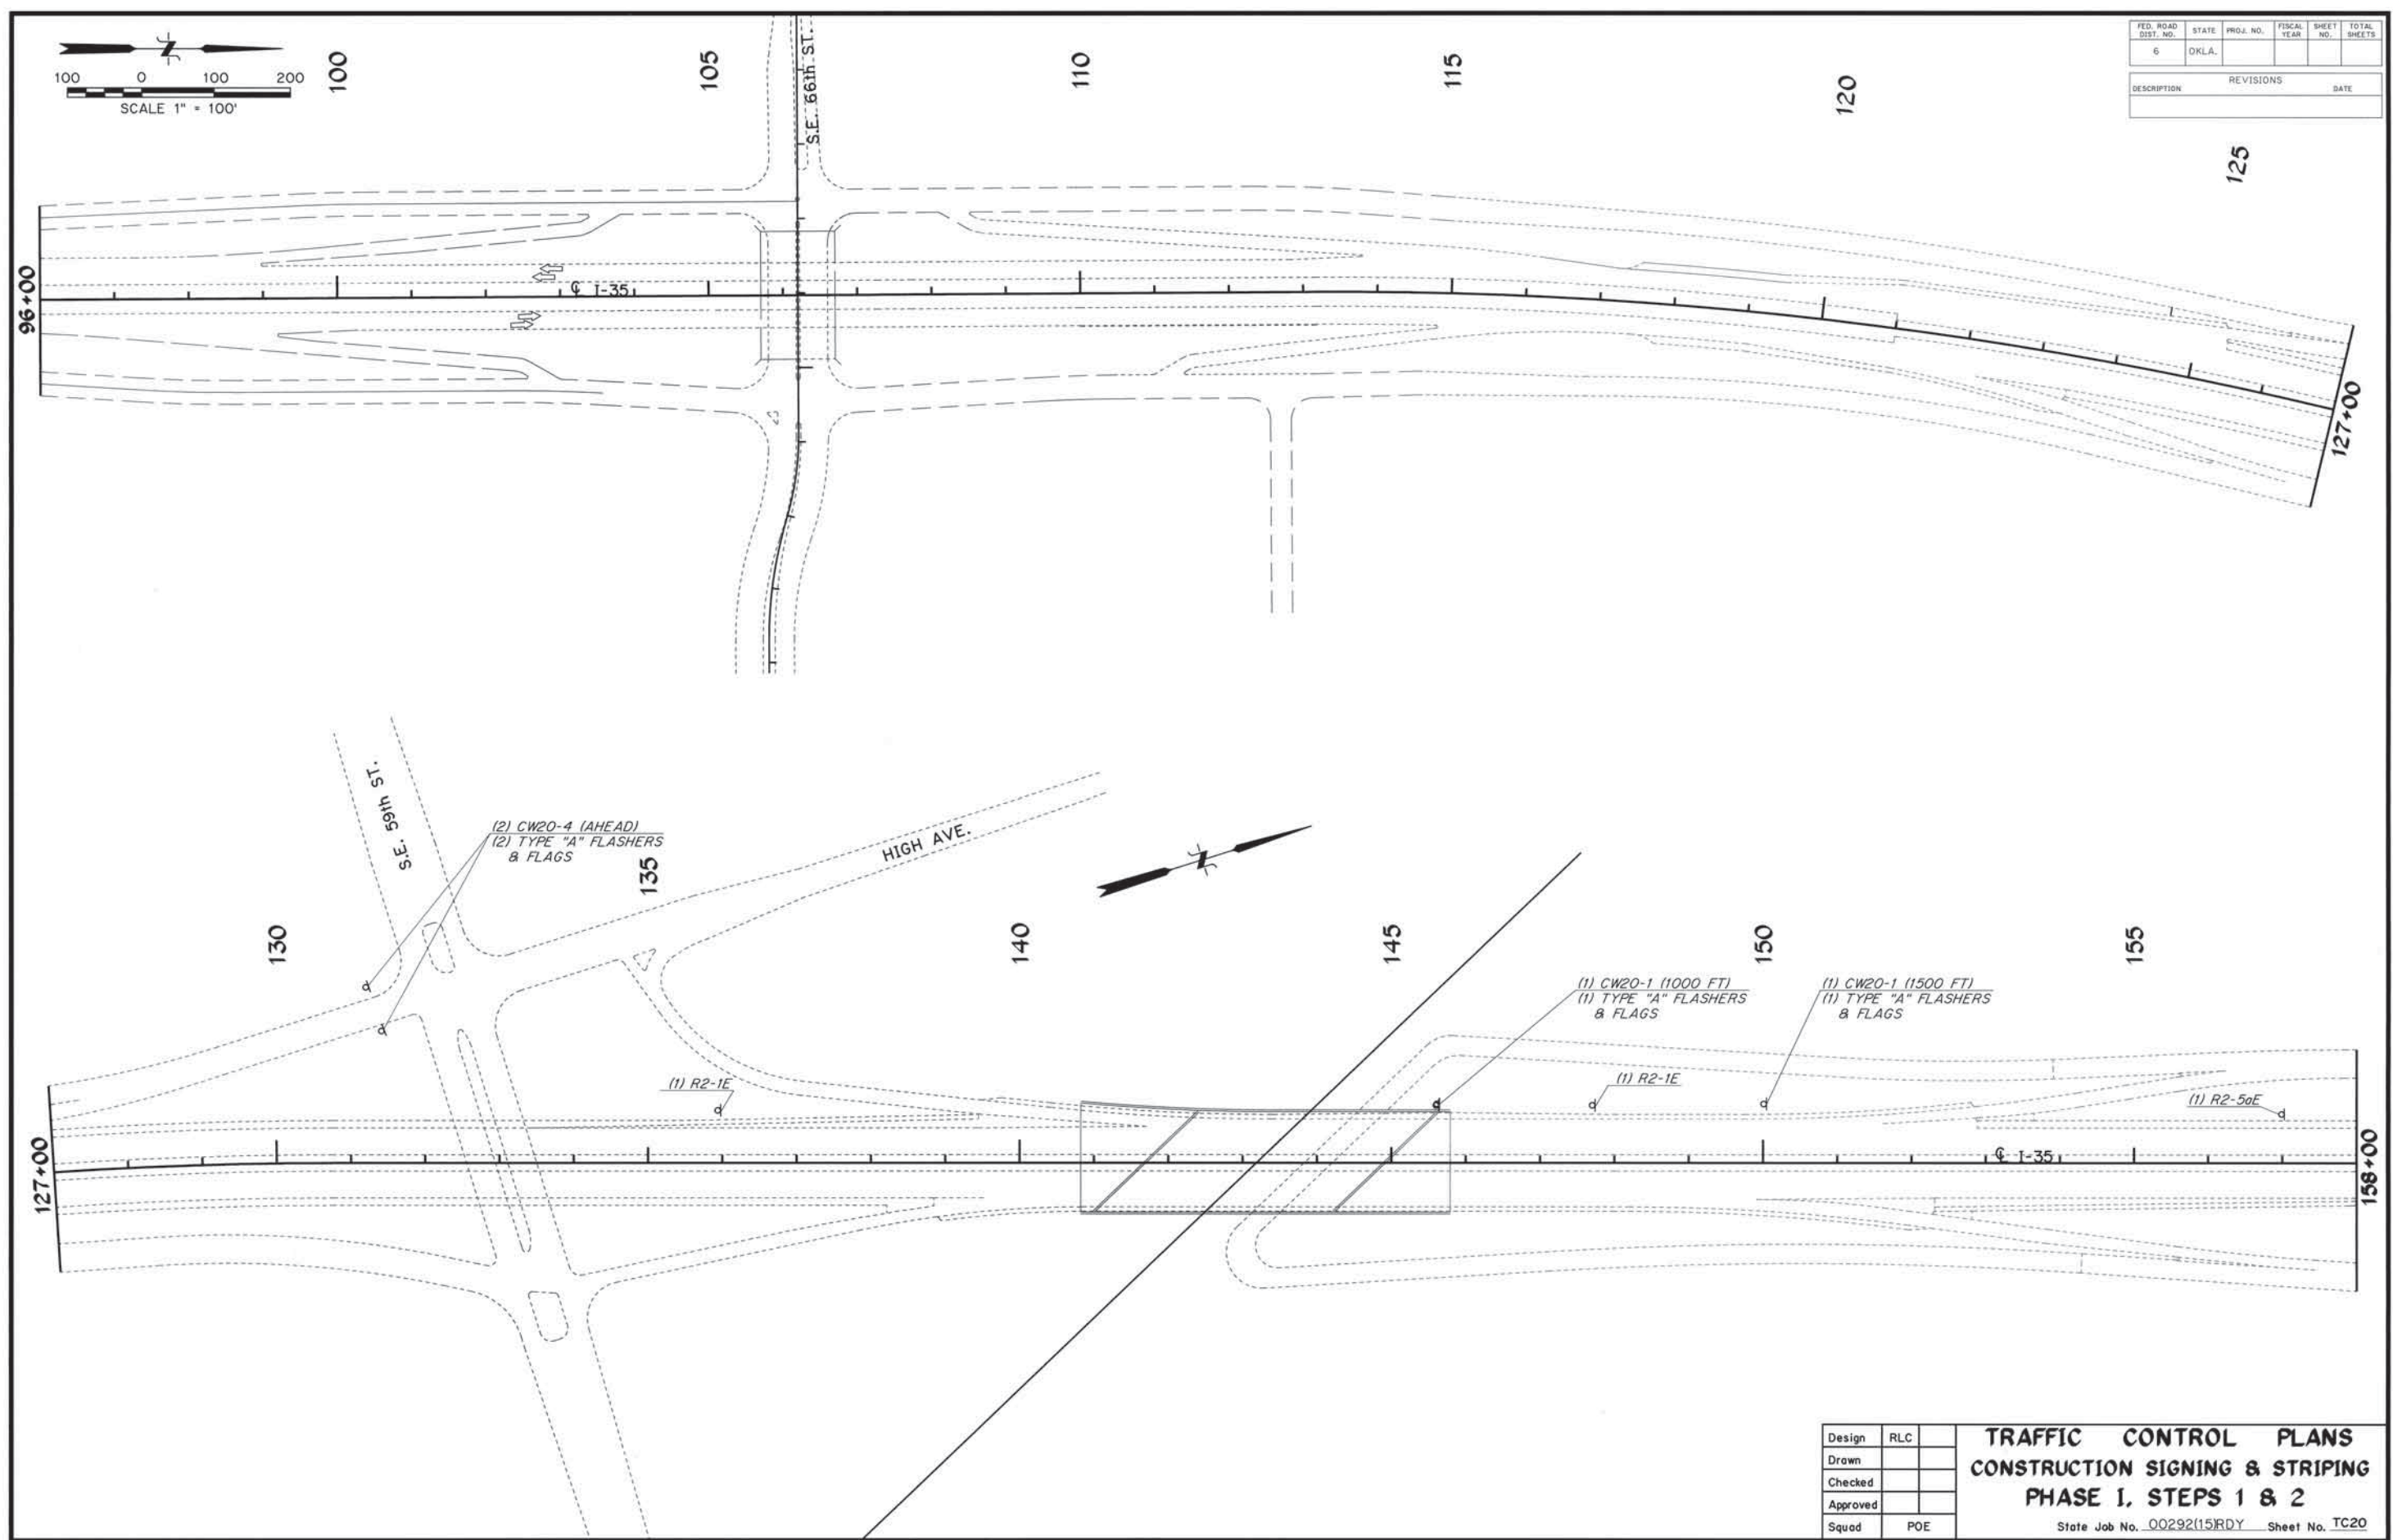 100 0 100 200
SCALE 1" = 100'
FED. ROAD DIST. NO. STATE PROJ. NO. FISCAL YEAR SHEET NO. TOTAL SHEETS
6 OKLA.
REVISIONS
DESCRIPTION DATE
100
105
S.E. 66th ST.
110
115
120
125
96+00
℄ I-35
127+00
S.E. 59th ST.
(2) CW20-4 (AHEAD)
(2) TYPE "A" FLASHERS
& FLAGS
HIGH AVE.
130
135
140
145
150
155
(1) CW20-1 (1000 FT)
(1) TYPE "A" FLASHERS
& FLAGS
(1) CW20-1 (1500 FT)
(1) TYPE "A" FLASHERS
& FLAGS
(1) R2-1E
(1) R2-1E
(1) R2-5aE
127+00
℄ I-35
158+00
Design RLC
Drawn
Checked
Approved
Squad POE
TRAFFIC CONTROL PLANS
CONSTRUCTION SIGNING & STRIPING
PHASE I, STEPS 1 & 2
State Job No. 00292(15)RDY Sheet No. TC20